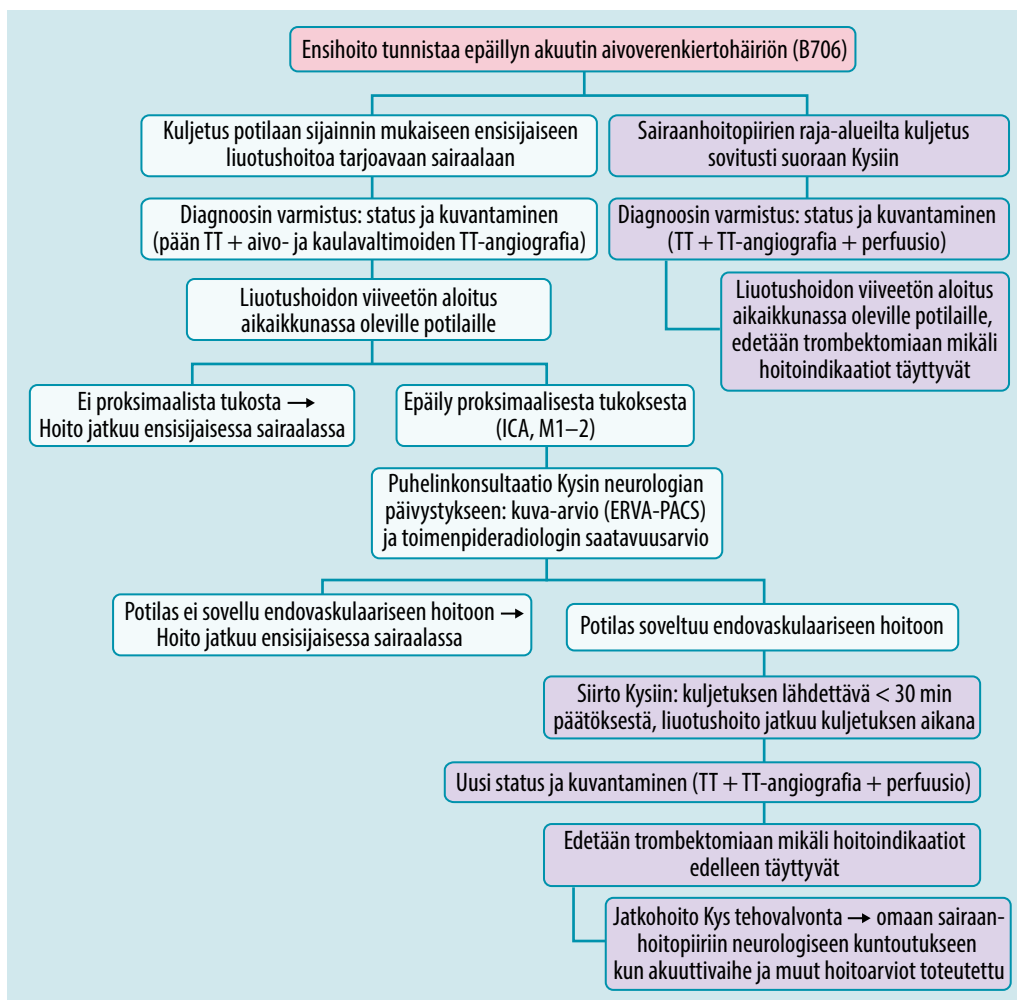 Ensihoito tunnistaa epäillyn akuutin aivoverenkiertohäiriön (B706)
Kuljetus potilaan sijainnin mukaiseen ensisijaiseen
liuotushoitoa tarjoavaan sairaalaan
Sairaanhoitopiirien raja-alueilta kuljetus
sovitusti suoraan Kysiin
Diagnoosin varmistus: status ja kuvantaminen
(pään TT + aivo- ja kaulavaltimoiden TT-angiografia)
Diagnoosin varmistus: status ja kuvantaminen
(TT + TT-angiografia + perfuusio)
Liuotushoidon viiveetön aloitus
aikaikkunassa oleville potilaille
Liuotushoidon viiveetön aloitus
aikaikkunassa oleville potilaille,
edetään trombektomiaan mikäli
hoitoindikaatiot täyttyvät
Ei proksimaalista tukosta →
Hoito jatkuu ensisijaisessa sairaalassa
Epäily proksimaalisesta tukoksesta
(ICA, M1–2)
Puhelinkonsultaatio Kysin neurologian
päivystykseen: kuva-arvio (ERVA-PACS)
ja toimenpideradiologin saatavuusarvio
Potilas ei sovellu endovaskulaariseen hoitoon →
Hoito jatkuu ensisijaisessa sairaalassa
Potilas soveltuu endovaskulaariseen hoitoon
Siirto Kysiin: kuljetuksen lähdettävä < 30 min
päätöksestä, liuotushoito jatkuu kuljetuksen aikana
Uusi status ja kuvantaminen (TT + TT-angiografia + perfuusio)
Edetään trombektomiaan mikäli hoitoindikaatiot
edelleen täyttyvät
Jatkohoito Kys tehovalvonta → omaan sairaan-
hoitopiiriin neurologiseen kuntoutukseen
kun akuuttivaihe ja muut hoitoarviot toteutettu